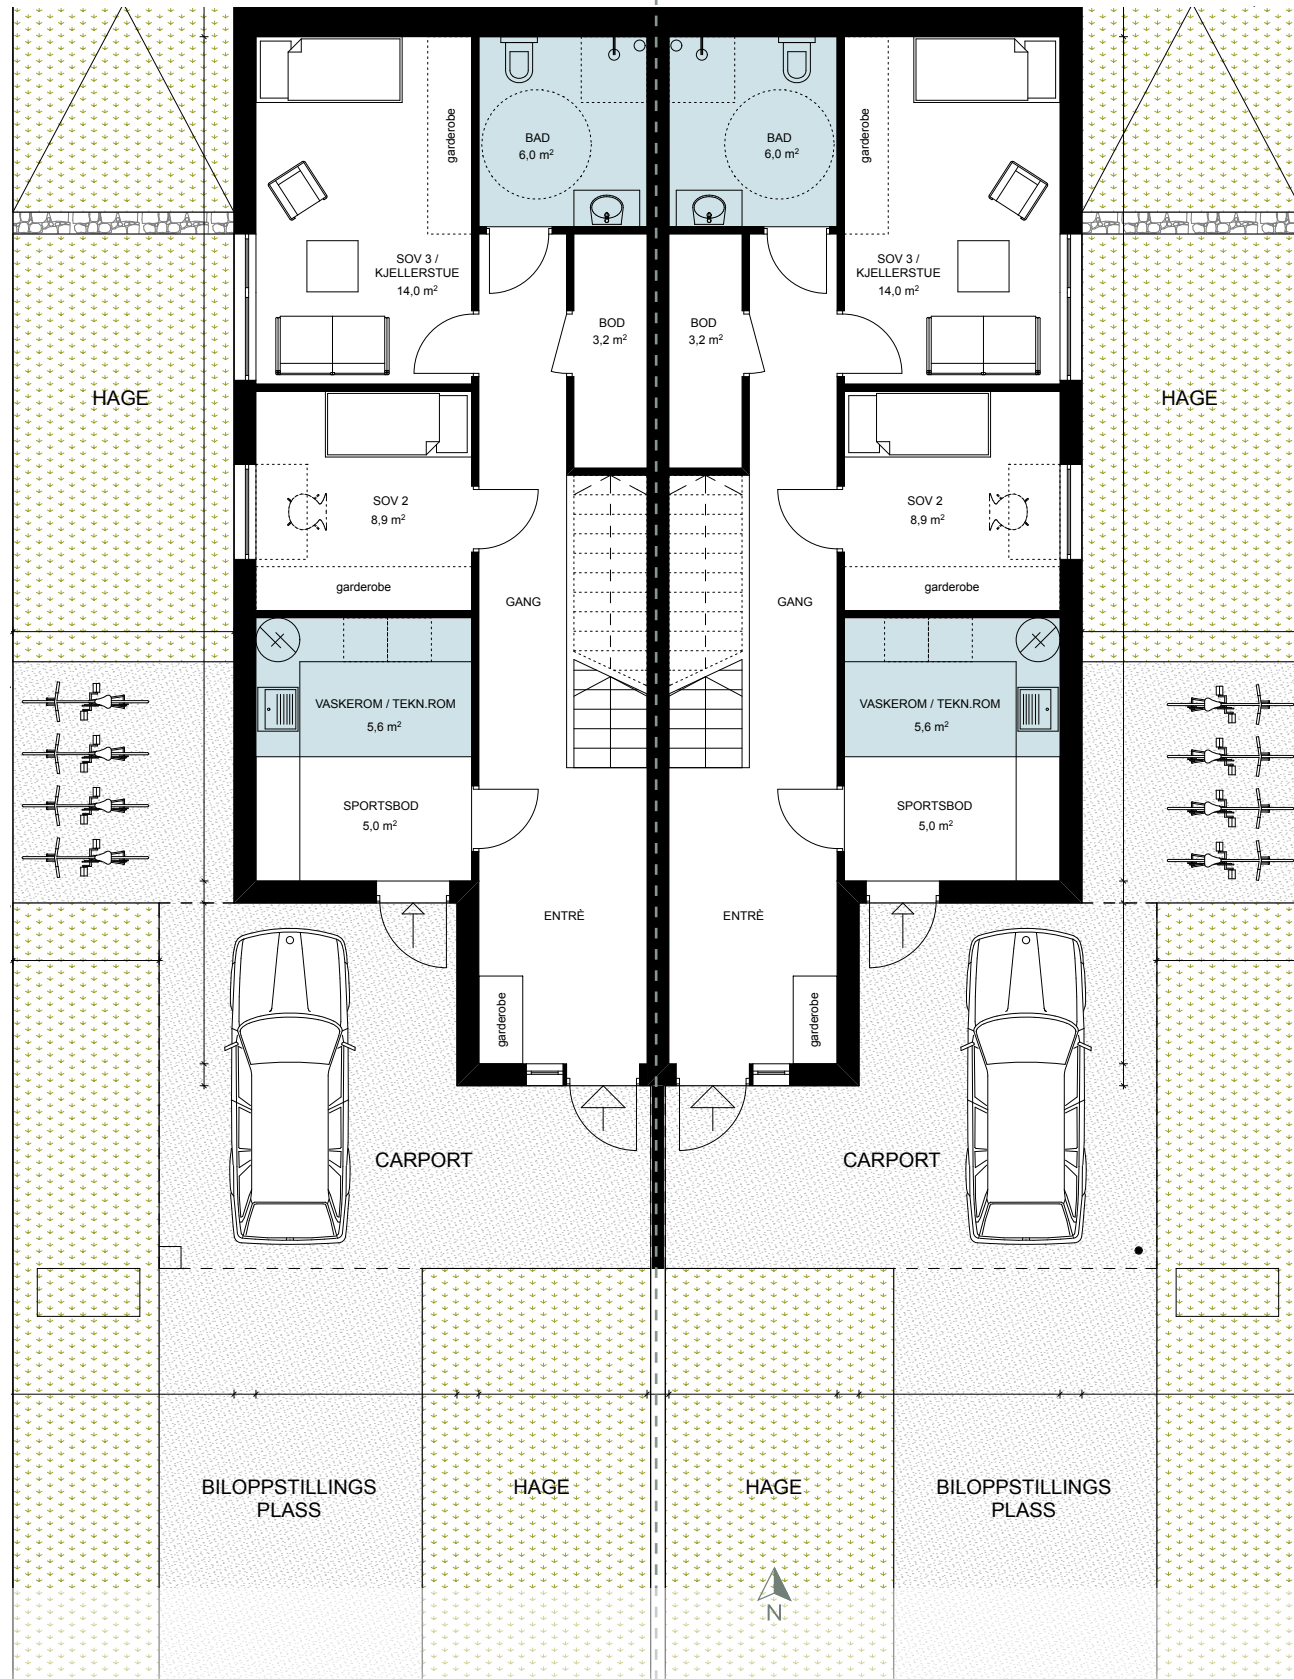 garderobe
BAD
6,0 m²
BAD
6,0 m²
garderobe
SOV 3 /
KJELLERSTUE
14,0 m²
SOV 3 /
KJELLERSTUE
14,0 m²
BOD
3,2 m²
BOD
3,2 m²
HAGE
HAGE
SOV 2
8,9 m²
SOV 2
8,9 m²
garderobe
garderobe
GANG
GANG
VASKEROM / TEKN.ROM
5,6 m²
VASKEROM / TEKN.ROM
5,6 m²
SPORTSBOD
5,0 m²
SPORTSBOD
5,0 m²
ENTRÈ
ENTRÈ
garderobe
garderobe
CARPORT
CARPORT
BILOPPSTILLINGS
PLASS
HAGE
HAGE
BILOPPSTILLINGS
PLASS
N